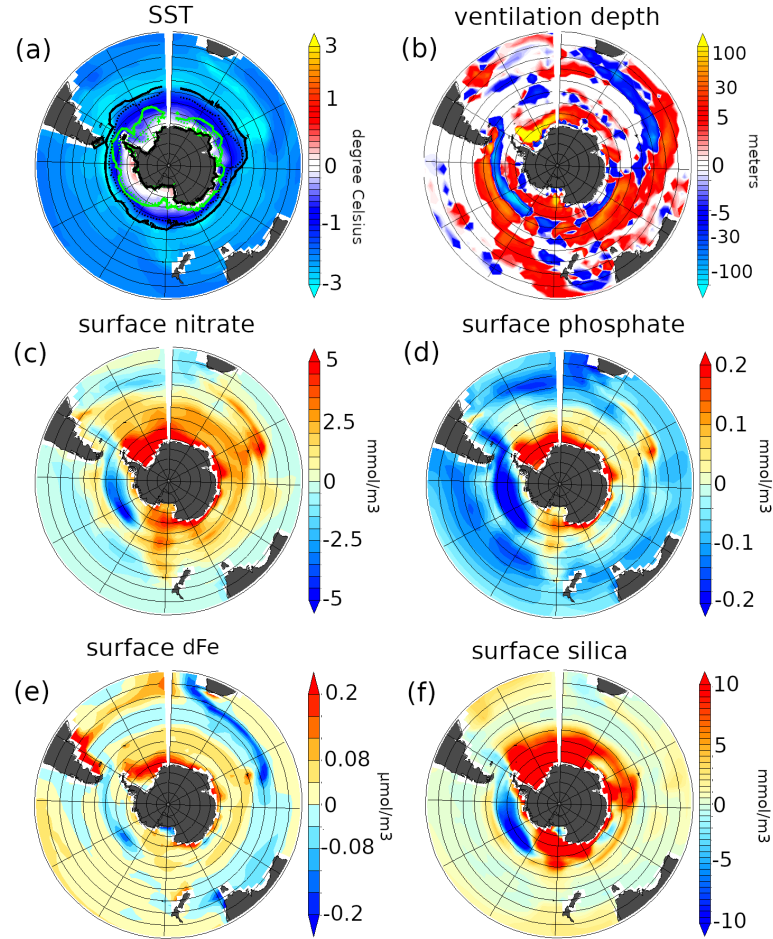 SST
ventilation depth
(a)
3
1
0
-1
-3
degree Celsius
(b)
100
30
5
0
-5
-30
-100
meters
surface nitrate
surface phosphate
(c)
5
2.5
0
-2.5
-5
mmol/m3
(d)
0.2
0.1
0
-0.1
-0.2
mmol/m3
surface dFe
surface silica
(e)
0.2
0.08
0
-0.08
-0.2
µmol/m3
(f)
10
5
0
-5
-10
mmol/m3